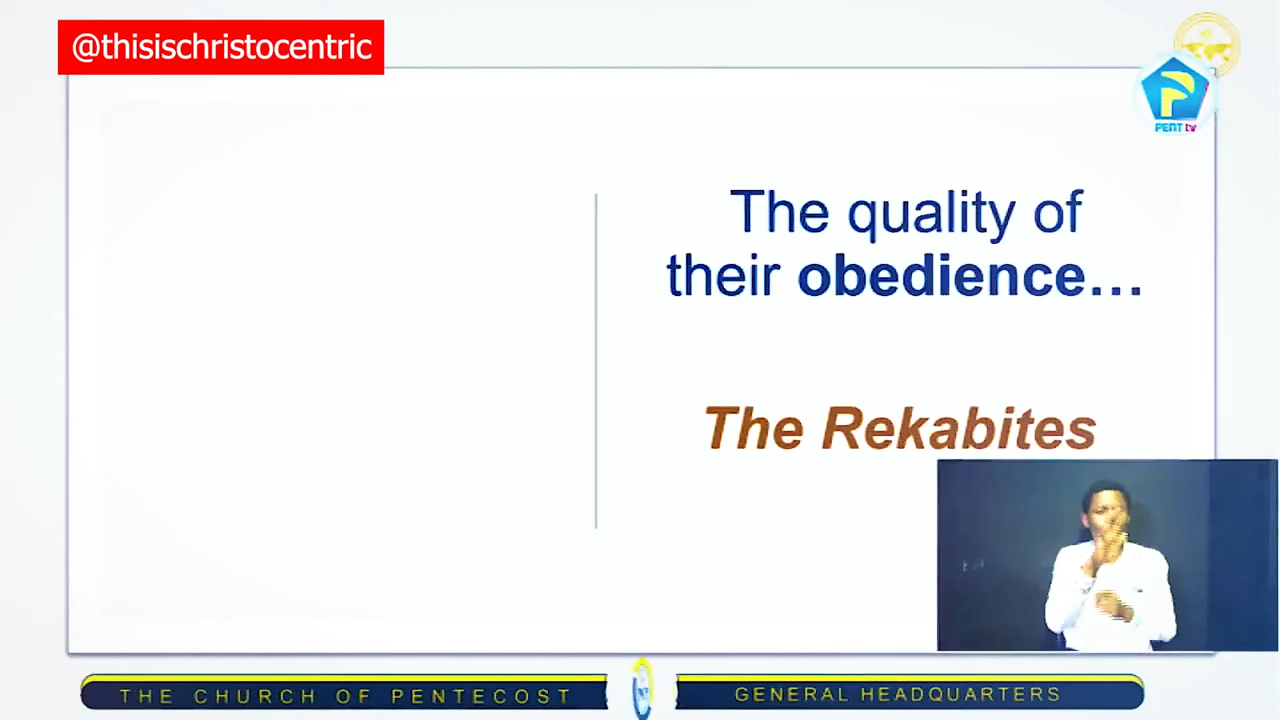 @thisischristocentric
PENT tv
The quality of
their obedience...
The Rekabites
THE CHURCH OF PENTECOST
GENERAL HEADQUARTERS